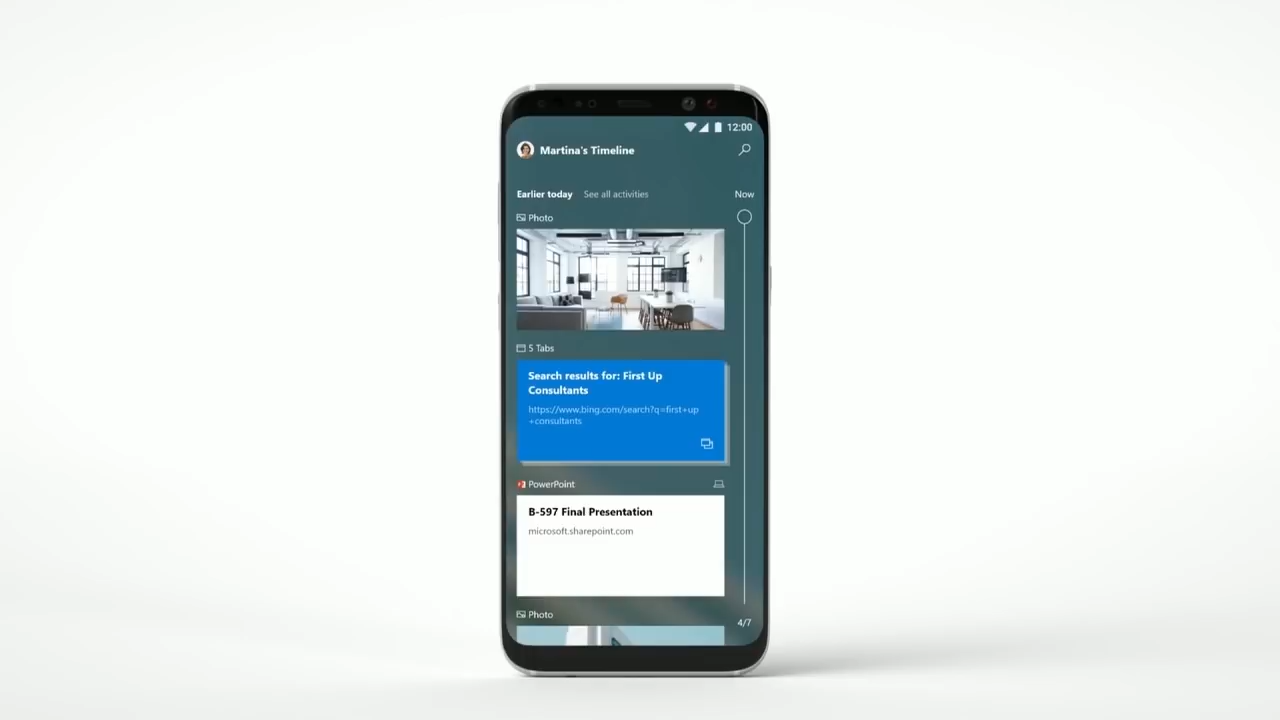 12:00
Martina's Timeline
Earlier today See all activities Now
Photo
5 Tabs
Search results for: First Up
Consultants
https://www.bing.com/search?q=first+up
+consultants
PowerPoint
B-597 Final Presentation
microsoft.sharepoint.com
Photo
4/7